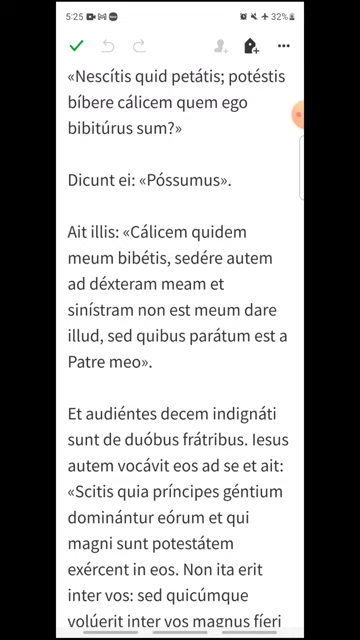 5:25
32%
«Nescítis quid petátis; potéstis
bíbere cálicem quem ego
bibitúrus sum?»
Dicunt ei: «Póssumus».
Ait illis: «Cálicem quidem
meum bibétis, sedére autem
ad déxteram meam et
sinístram non est meum dare
illud, sed quibus parátum est a
Patre meo».
Et audiéntes decem indignáti
sunt de duóbus frátribus. Iesus
autem vocávit eos ad se et ait:
«Scitis quia príncipes géntium
dominántur eórum et qui
magni sunt potestátem
exércent in eos. Non ita erit
inter vos: sed quicúmque
volúerit inter vos magnus fíeri